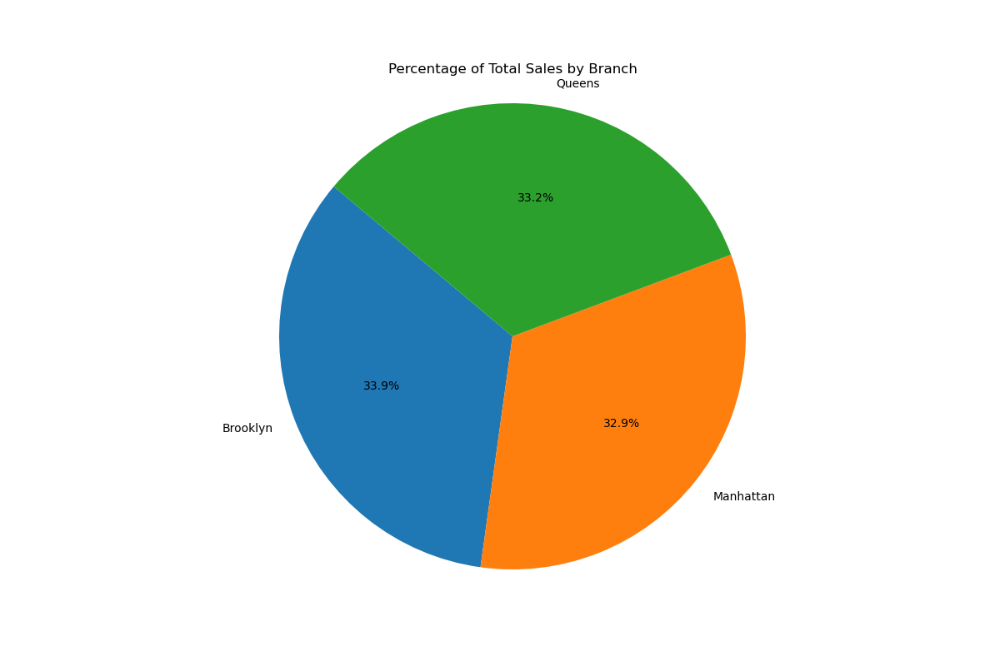 Percentage of Total Sales by Branch
Queens
33.2%
33.9%
32.9%
Brooklyn
Manhattan